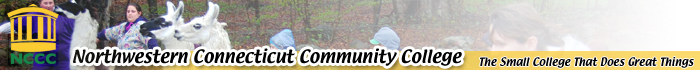 NCCC
Northwestern Connecticut Community College
The Small College That Does Great Things